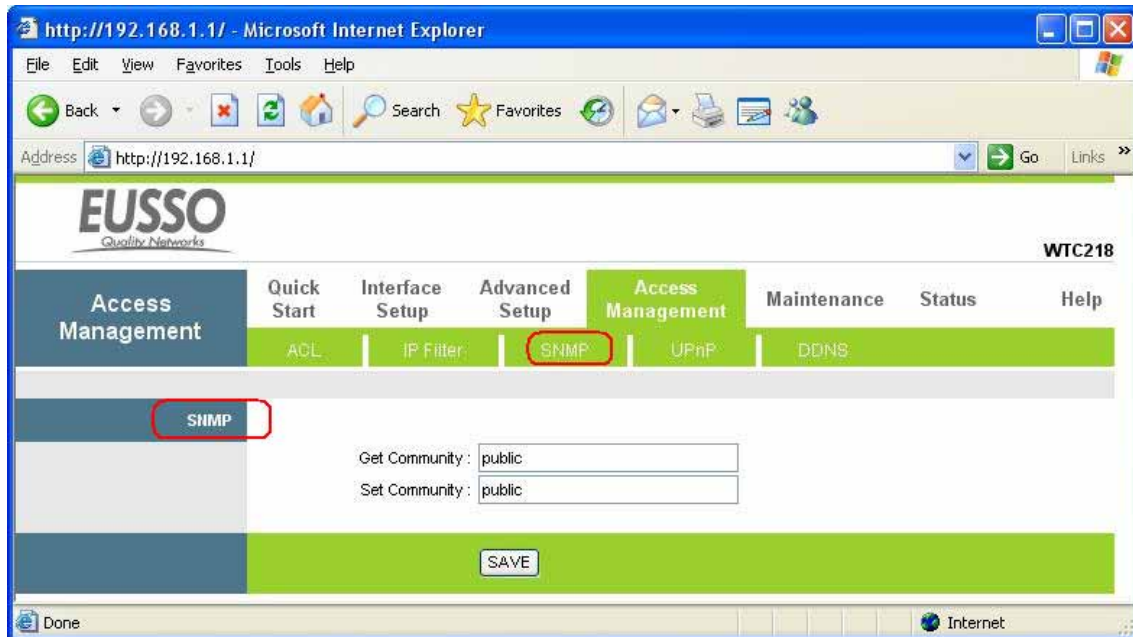 http://192.168.1.1/ - Microsoft Internet Explorer
File Edit View Favorites Tools Help
Back Search Favorites
Address http://192.168.1.1/ Go Links »
EUSSO
Quality Networks
WTC218
Access Management
Quick Start Interface Setup Advanced Setup Access Management Maintenance Status Help
ACL IP Filter SNMP UPnP DDNS
SNMP
Get Community : public
Set Community : public
SAVE
Done Internet